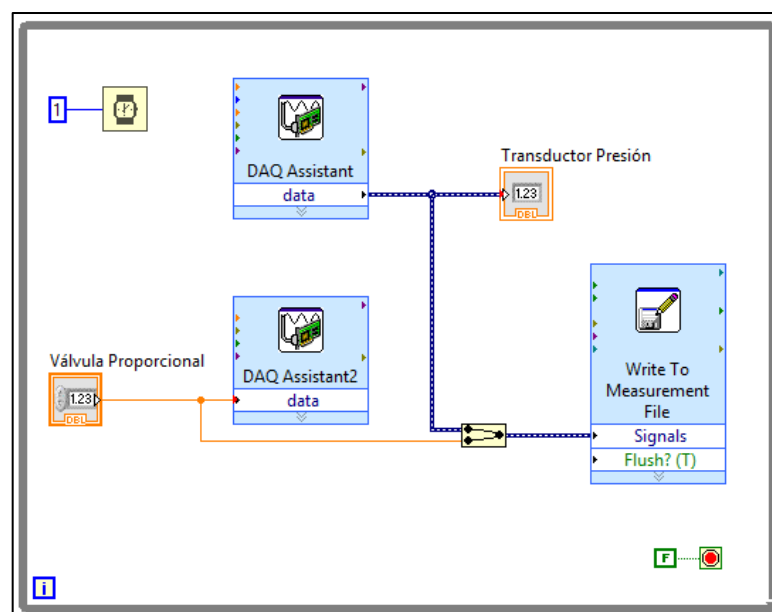 1
DAQ Assistant
data
Transductor Presión
1.23
DBL
Válvula Proporcional
1.23
DBL
DAQ Assistant2
data
Write To
Measurement
File
Signals
Flush? (T)
F
i